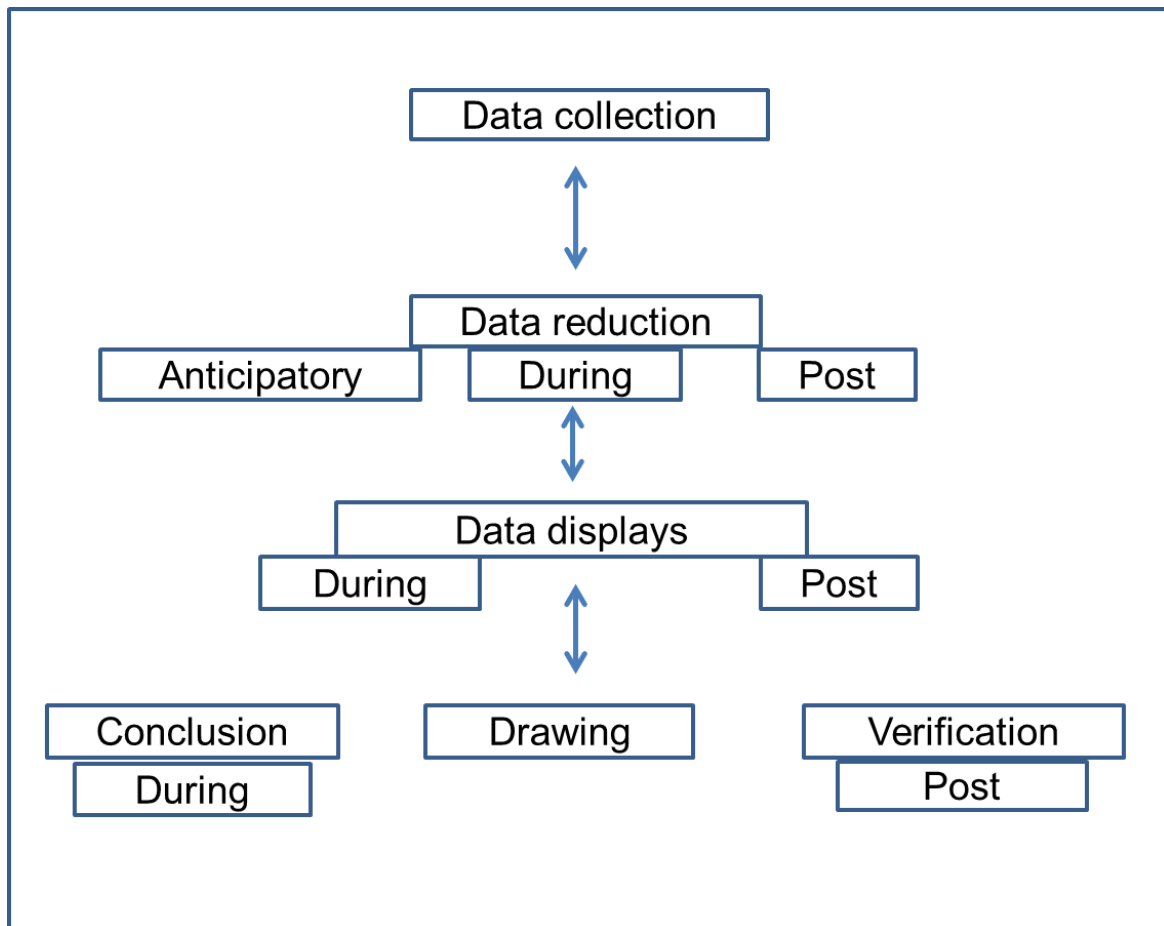 Data collection
Data reduction
Anticipatory During Post
Data displays
During Post
Conclusion Drawing Verification
During Post